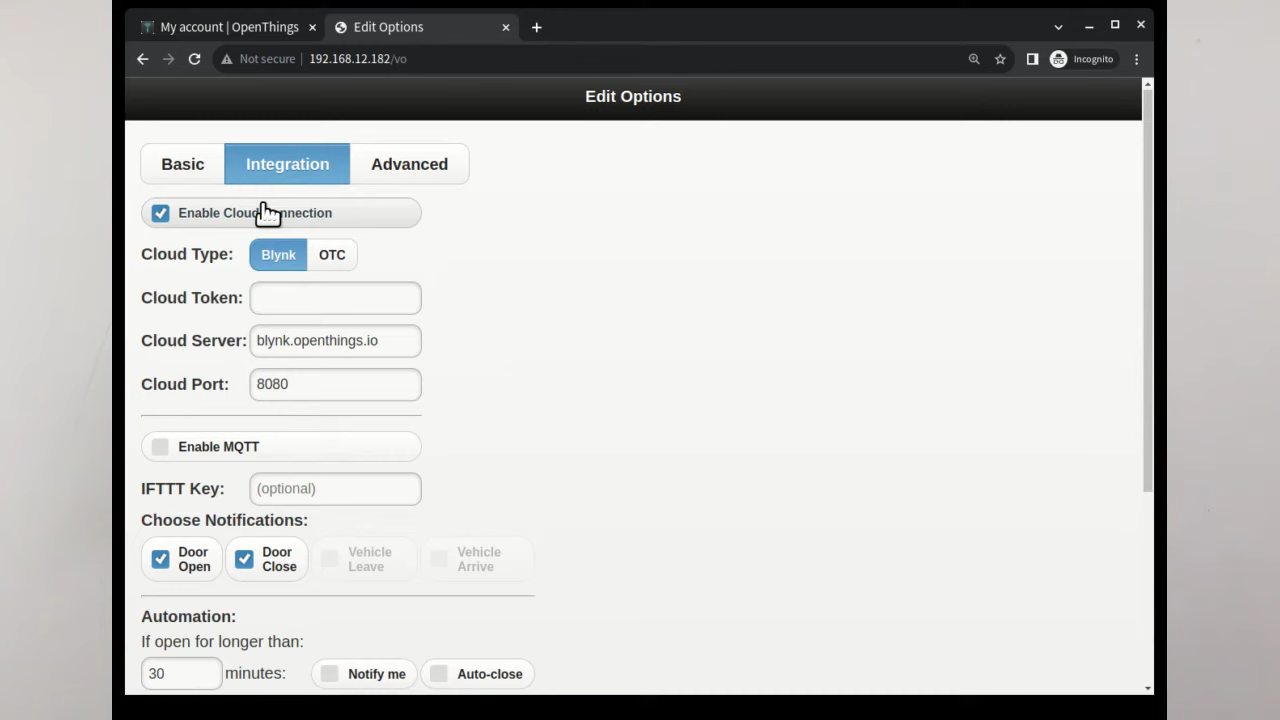 My account | OpenThings
Edit Options
Not secure
192.168.12.182/vo
Incognito
Edit Options
Basic
Integration
Advanced
Enable Cloud nnection
Cloud Type:
Blynk
OTC
Cloud Token:
Cloud Server:
blynk.openthings.io
Cloud Port:
8080
Enable MQTT
IFTTT Key:
(optional)
Choose Notifications:
Door
Open
Door
Close
Vehicle
Leave
Vehicle
Arrive
Automation:
If open for longer than:
30
minutes:
Notify me
Auto-close